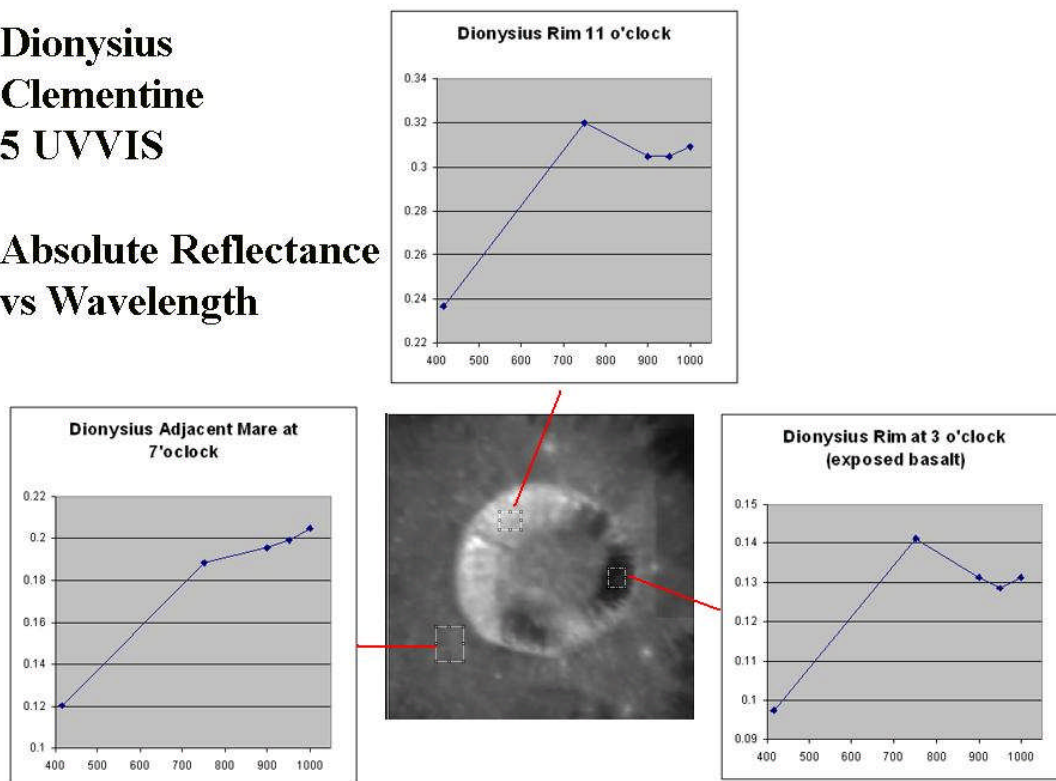 Dionysius
Clementine
5 UVVIS
Absolute Reflectance
vs Wavelength
Dionysius Rim 11 o'clock
0.34
0.32
0.3
0.28
0.26
0.24
0.22
400 500 600 700 800 900 1000
Dionysius Adjacent Mare at
7'oclock
0.22
0.2
0.18
0.16
0.14
0.12
0.1
400 500 600 700 800 900 1000
Dionysius Rim at 3 o'clock
(exposed basalt)
0.15
0.14
0.13
0.12
0.11
0.1
0.09
400 500 600 700 800 900 1000